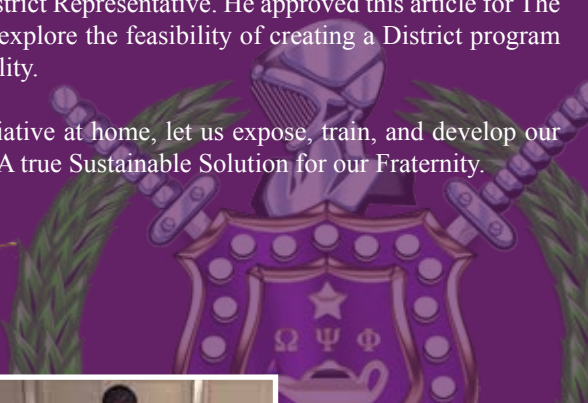 strict Representative. He approved this article for The
explore the feasibility of creating a District program
lity.
iative at home, let us expose, train, and develop our
A true Sustainable Solution for our Fraternity.
Ω Ψ Φ